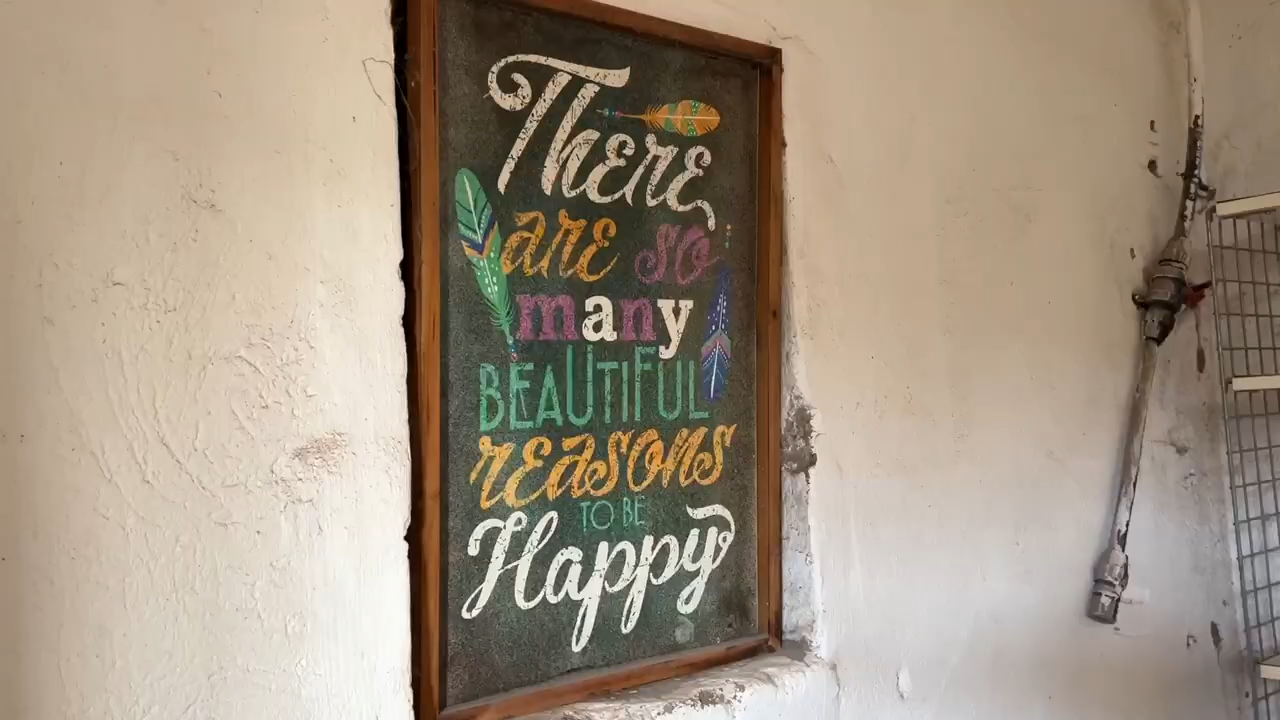 There
are so
many
BEAUTIFUL
reasons
TO BE
Happy